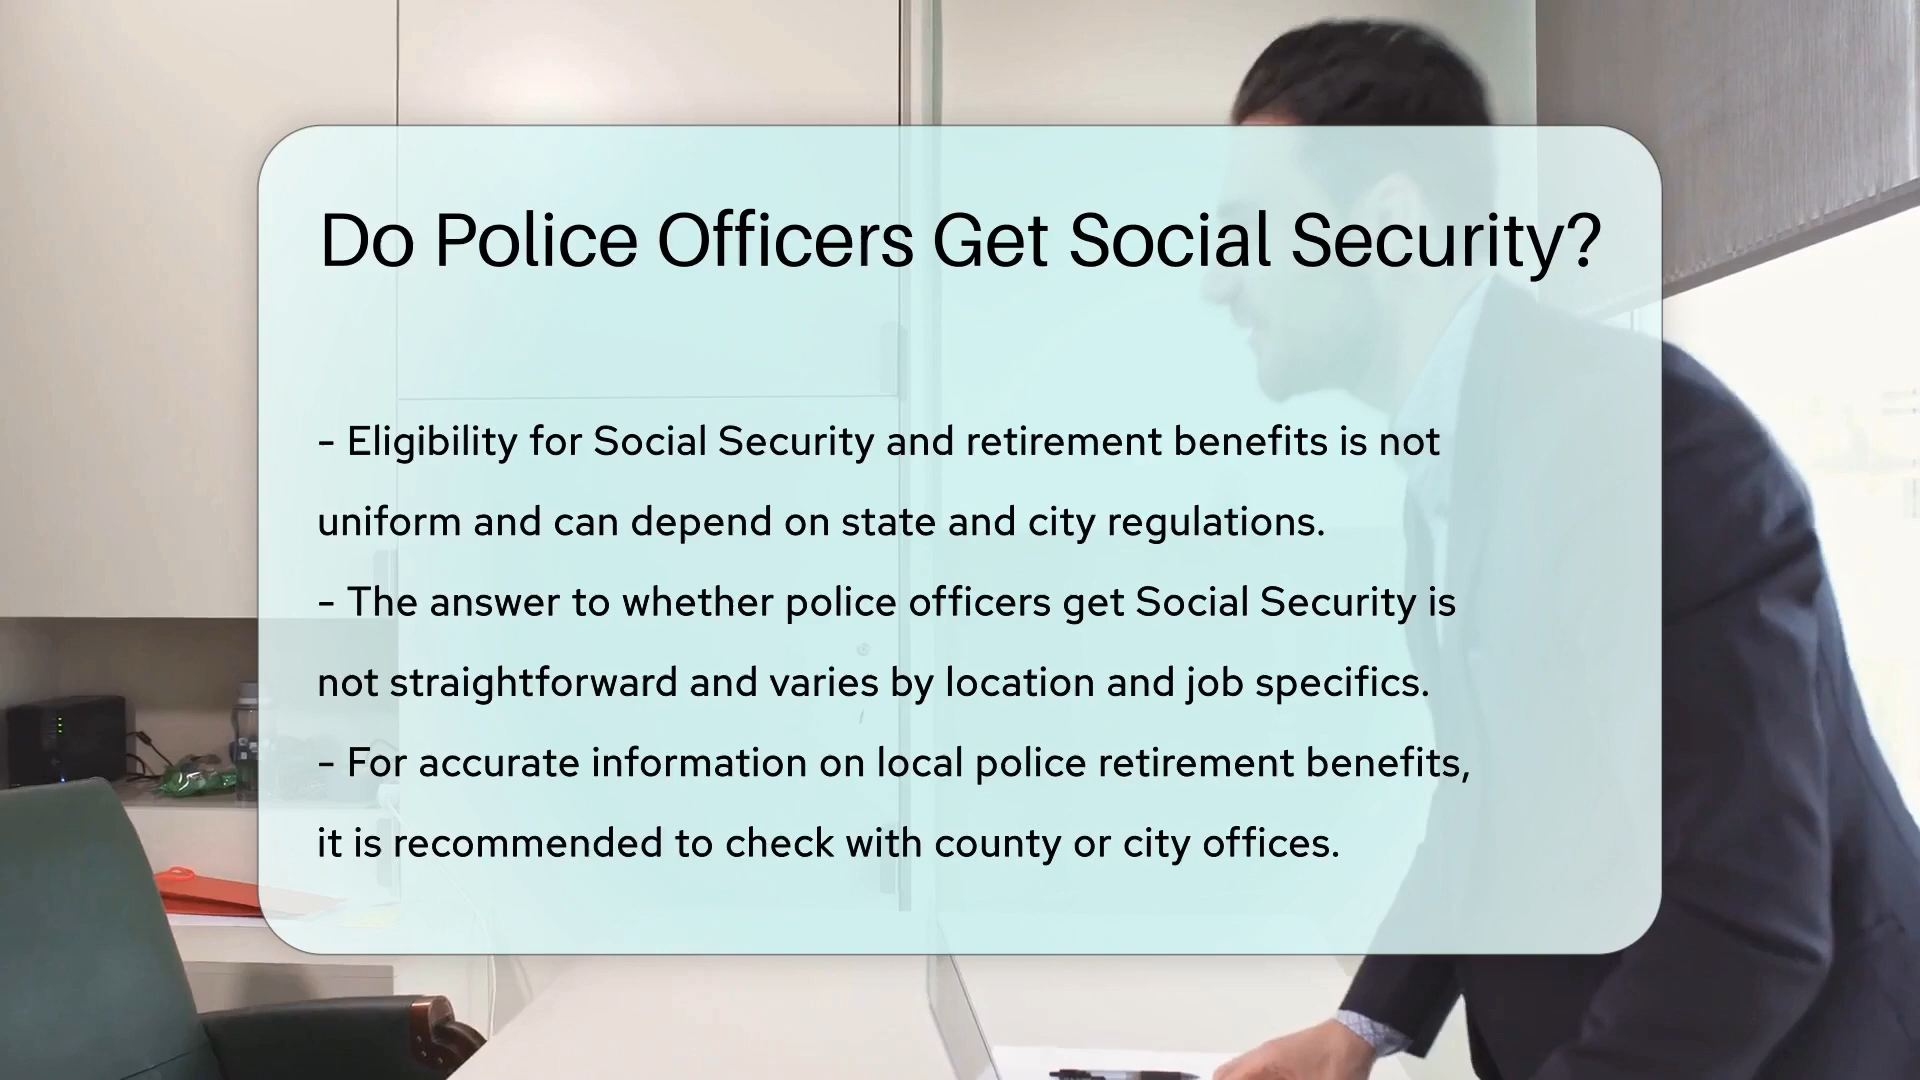 Do Police Officers Get Social Security?
- Eligibility for Social Security and retirement benefits is not
uniform and can depend on state and city regulations.
- The answer to whether police officers get Social Security is
not straightforward and varies by location and job specifics.
- For accurate information on local police retirement benefits,
it is recommended to check with county or city offices.